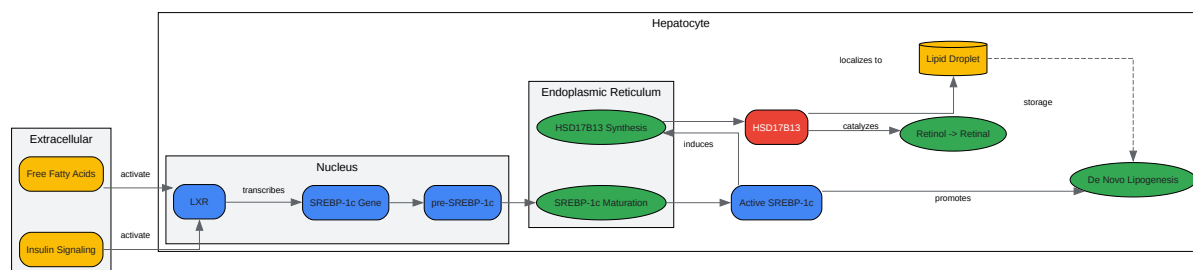 Hepatocyte
Lipid Droplet
localizes to
Endoplasmic Reticulum
storage
Extracellular
HSD17B13 Synthesis
HSD17B13
catalyzes
Retinol -> Retinal
induces
Nucleus
Free Fatty Acids
activate
De Novo Lipogenesis
transcribes
LXR
SREBP-1c Gene
pre-SREBP-1c
SREBP-1c Maturation
Active SREBP-1c
promotes
activate
Insulin Signaling